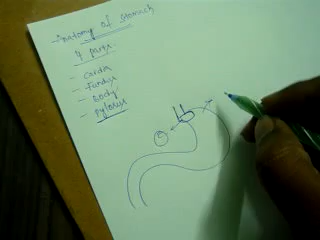 Anatomy of Stomach
4 Parts.
- Cardia
- Fundus
- Body
- Pylorus